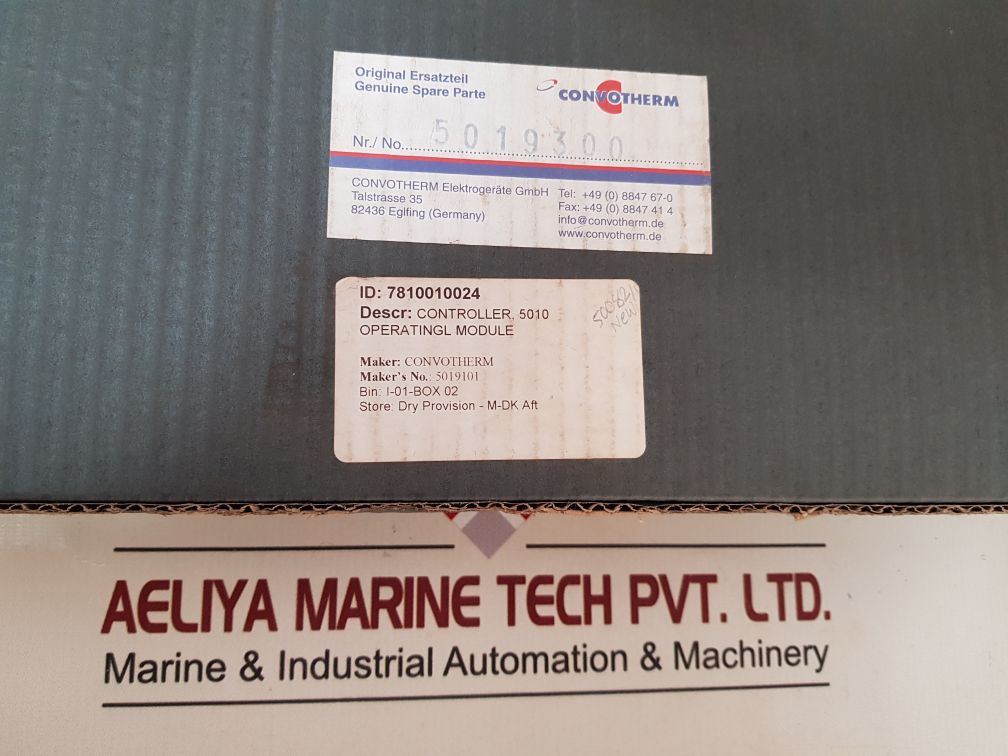 Original Ersatzteil
Genuine Spare Parte
CONVOTHERM
Nr./ No. 5019300
CONVOTHERM Elektrogeräte GmbH
Talstrasse 35
82436 Eglfing (Germany)
Tel: +49 (0) 8847 67-0
Fax: +49 (0) 8847 41 4
info@convotherm.de
www.convotherm.de
ID: 7810010024
Descr: CONTROLLER, 5010
OPERATINGL MODULE
Maker: CONVOTHERM
Maker's No.: 5019101
Bin: I-01-BOX 02
Store: Dry Provision - M-DK Aft
New
AELIYA MARINE TECH PVT. LTD.
Marine & Industrial Automation & Machinery